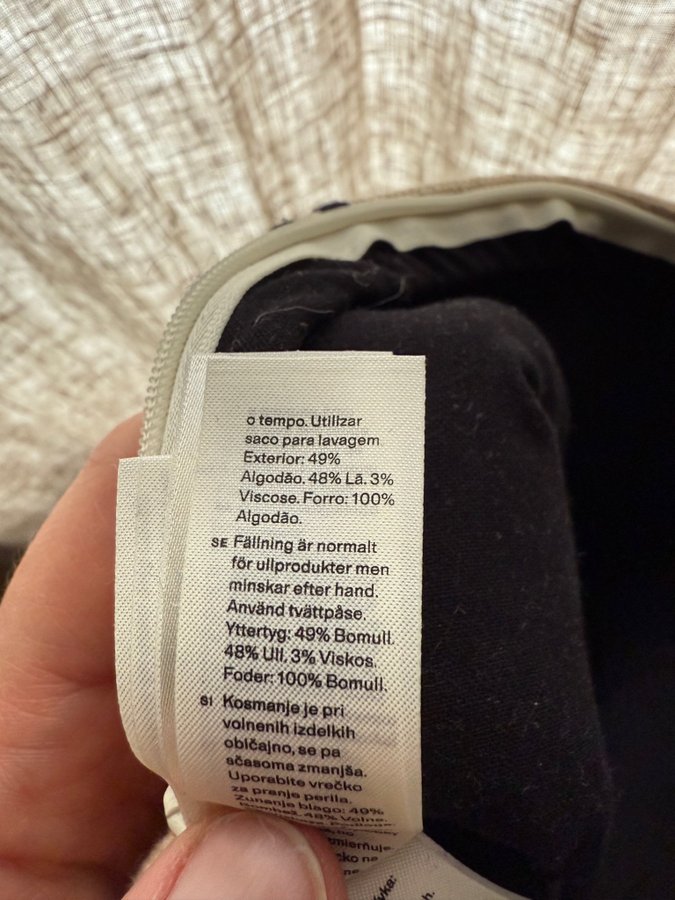 o tempo. Utilizar
saco para lavagem
Exterior: 49%
Algodão. 48% Lã. 3%
Viscose. Forro: 100%
Algodão.
SE Fällning är normalt
för ullprodukter men
minskar efter hand.
Använd tvättpåse.
Yttertyg: 49% Bomull.
48% Ull. 3% Viskos.
Foder: 100% Bomull.
SI Kosmanje je pri
volnenih izdelkih
običajno, se pa
sčasoma zmanjša.
Uporabite vrečko
za pranje perila.
Zunanje blago: 49%
48% Volna.